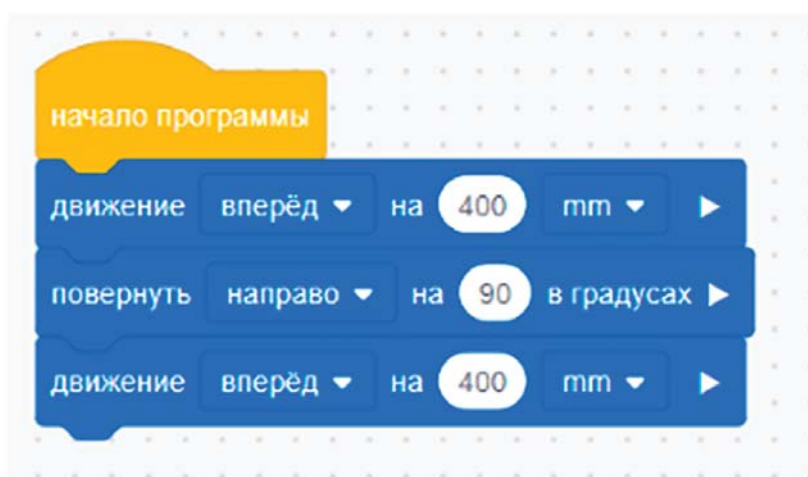 начало программы
движение вперёд на 400 mm
повернуть направо на 90 в градусах
движение вперёд на 400 mm